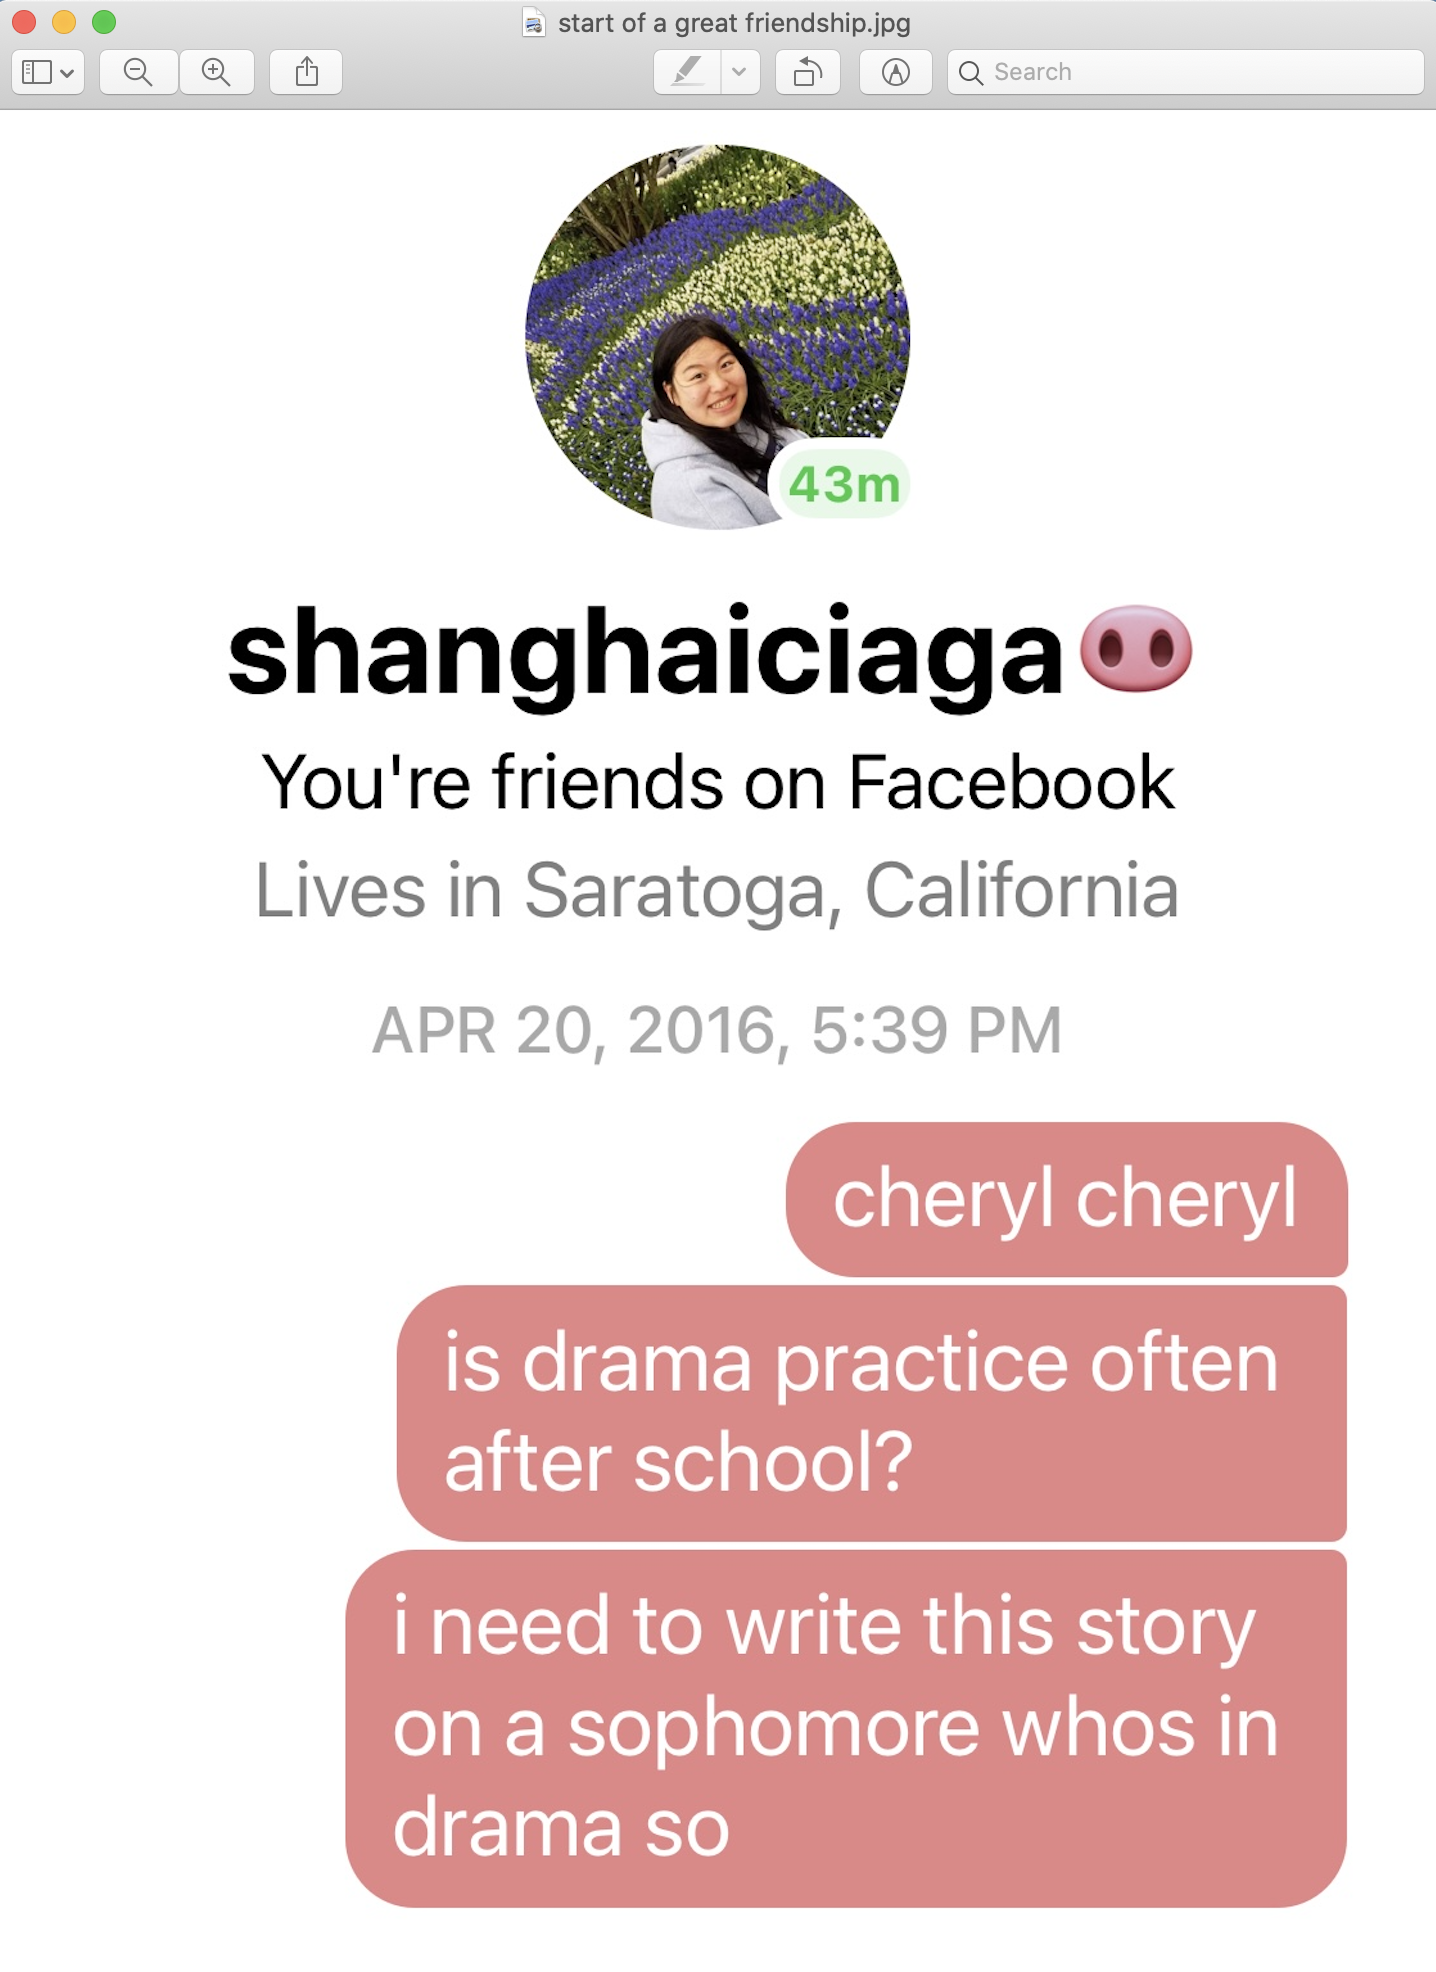 start of a great friendship.jpg
Search
43m
shanghaiciaga🐽
You're friends on Facebook
Lives in Saratoga, California
APR 20, 2016, 5:39 PM
cheryl cheryl
is drama practice often
after school?
i need to write this story
on a sophomore whos in
drama so